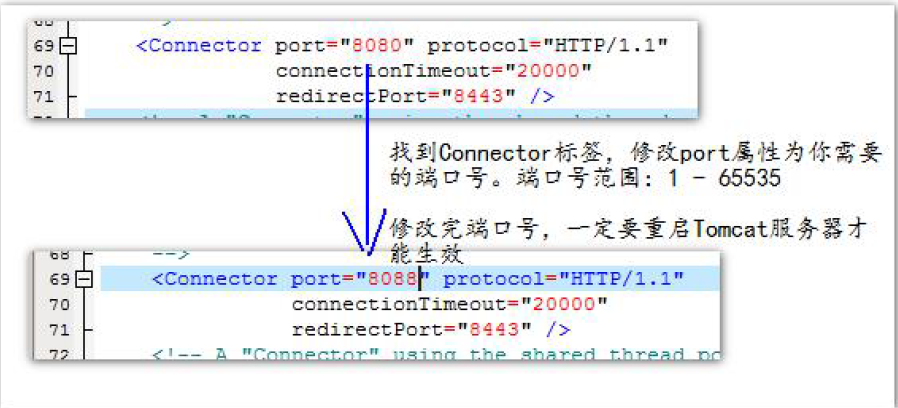 68
-->
69 <Connector port="8080" protocol="HTTP/1.1"
70 connectionTimeout="20000"
71 redirectPort="8443" />
找到Connector标签，修改port属性为你需要
的端口号。端口号范围：1 - 65535
修改完端口号，一定要重启Tomcat服务器才
能生效
68 -->
69 <Connector port="8088" protocol="HTTP/1.1"
70 connectionTimeout="20000"
71 redirectPort="8443" />
72 <!-- A "Connector" using the shared thread po